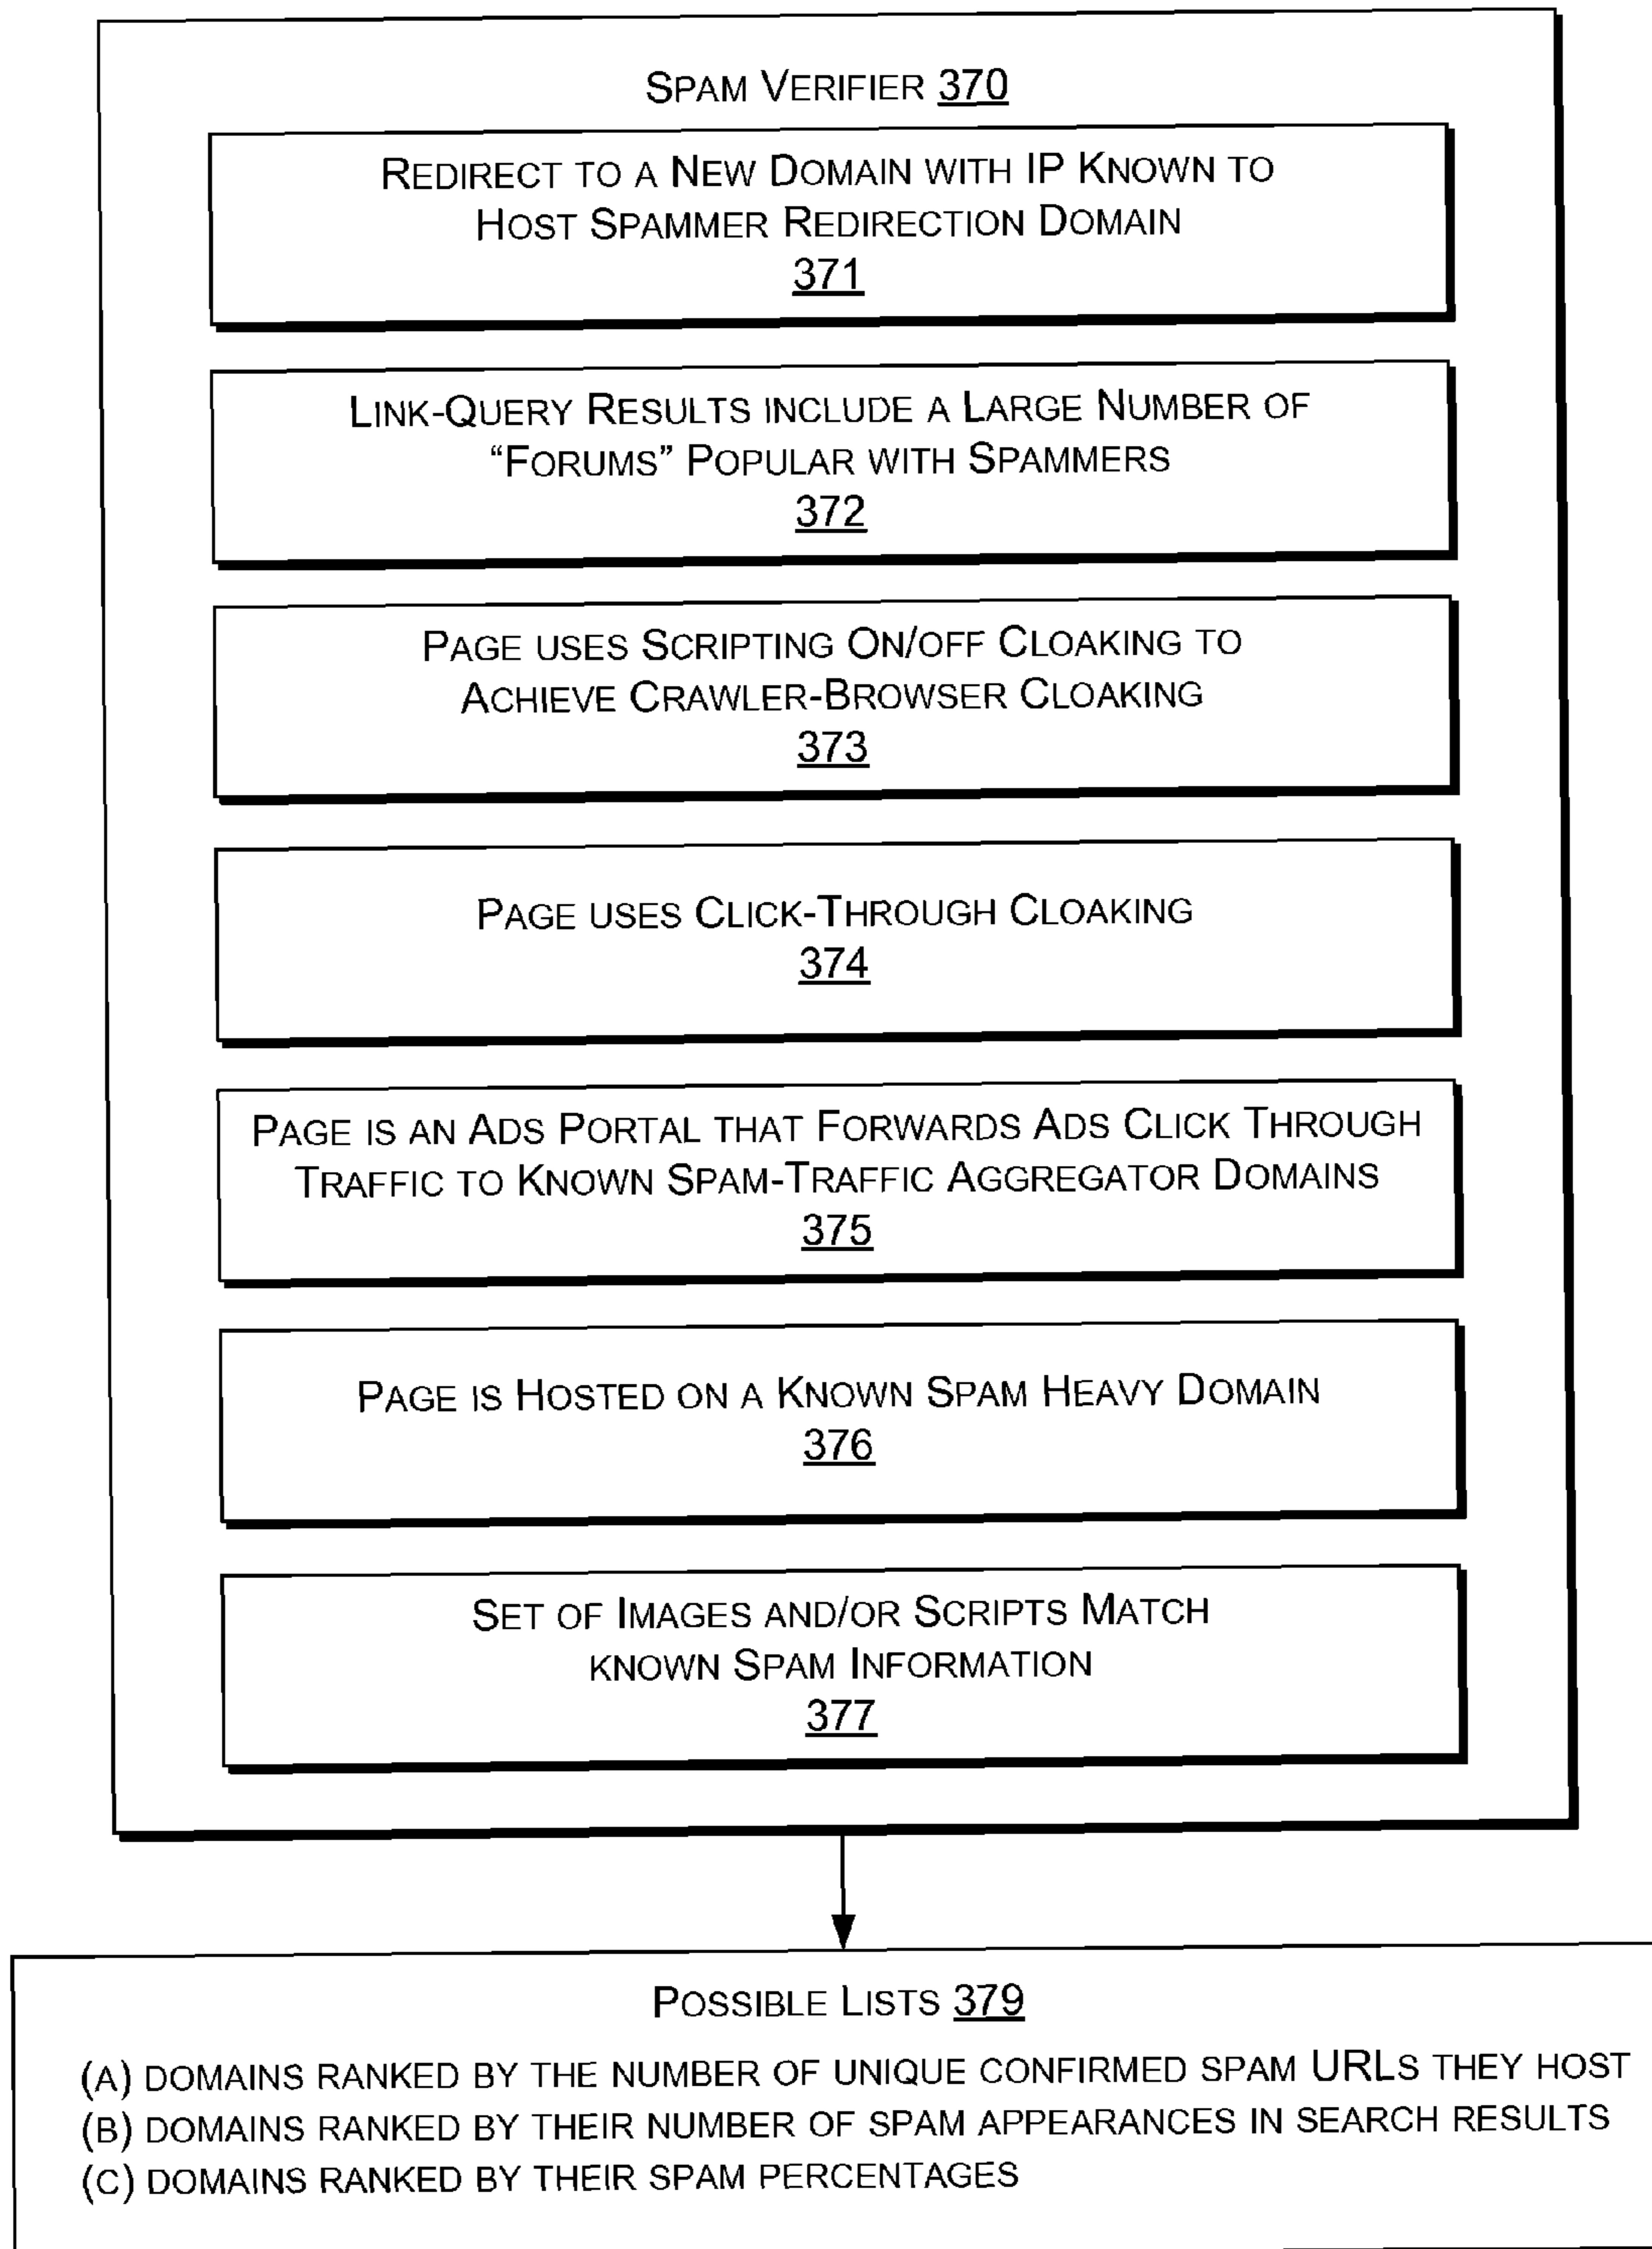 SPAM VERIFIER 370
REDIRECT TO A NEW DOMAIN WITH IP KNOWN TO
HOST SPAMMER REDIRECTION DOMAIN
371
LINK-QUERY RESULTS INCLUDE A LARGE NUMBER OF
“FORUMS” POPULAR WITH SPAMMERS
372
PAGE USES SCRIPTING ON/OFF CLOAKING TO
ACHIEVE CRAWLER-BROWSER CLOAKING
373
PAGE USES CLICK-THROUGH CLOAKING
374
PAGE IS AN ADS PORTAL THAT FORWARDS ADS CLICK THROUGH
TRAFFIC TO KNOWN SPAM-TRAFFIC AGGREGATOR DOMAINS
375
PAGE IS HOSTED ON A KNOWN SPAM HEAVY DOMAIN
376
SET OF IMAGES AND/OR SCRIPTS MATCH
KNOWN SPAM INFORMATION
377
POSSIBLE LISTS 379
(A) DOMAINS RANKED BY THE NUMBER OF UNIQUE CONFIRMED SPAM URLS THEY HOST
(B) DOMAINS RANKED BY THEIR NUMBER OF SPAM APPEARANCES IN SEARCH RESULTS
(C) DOMAINS RANKED BY THEIR SPAM PERCENTAGES